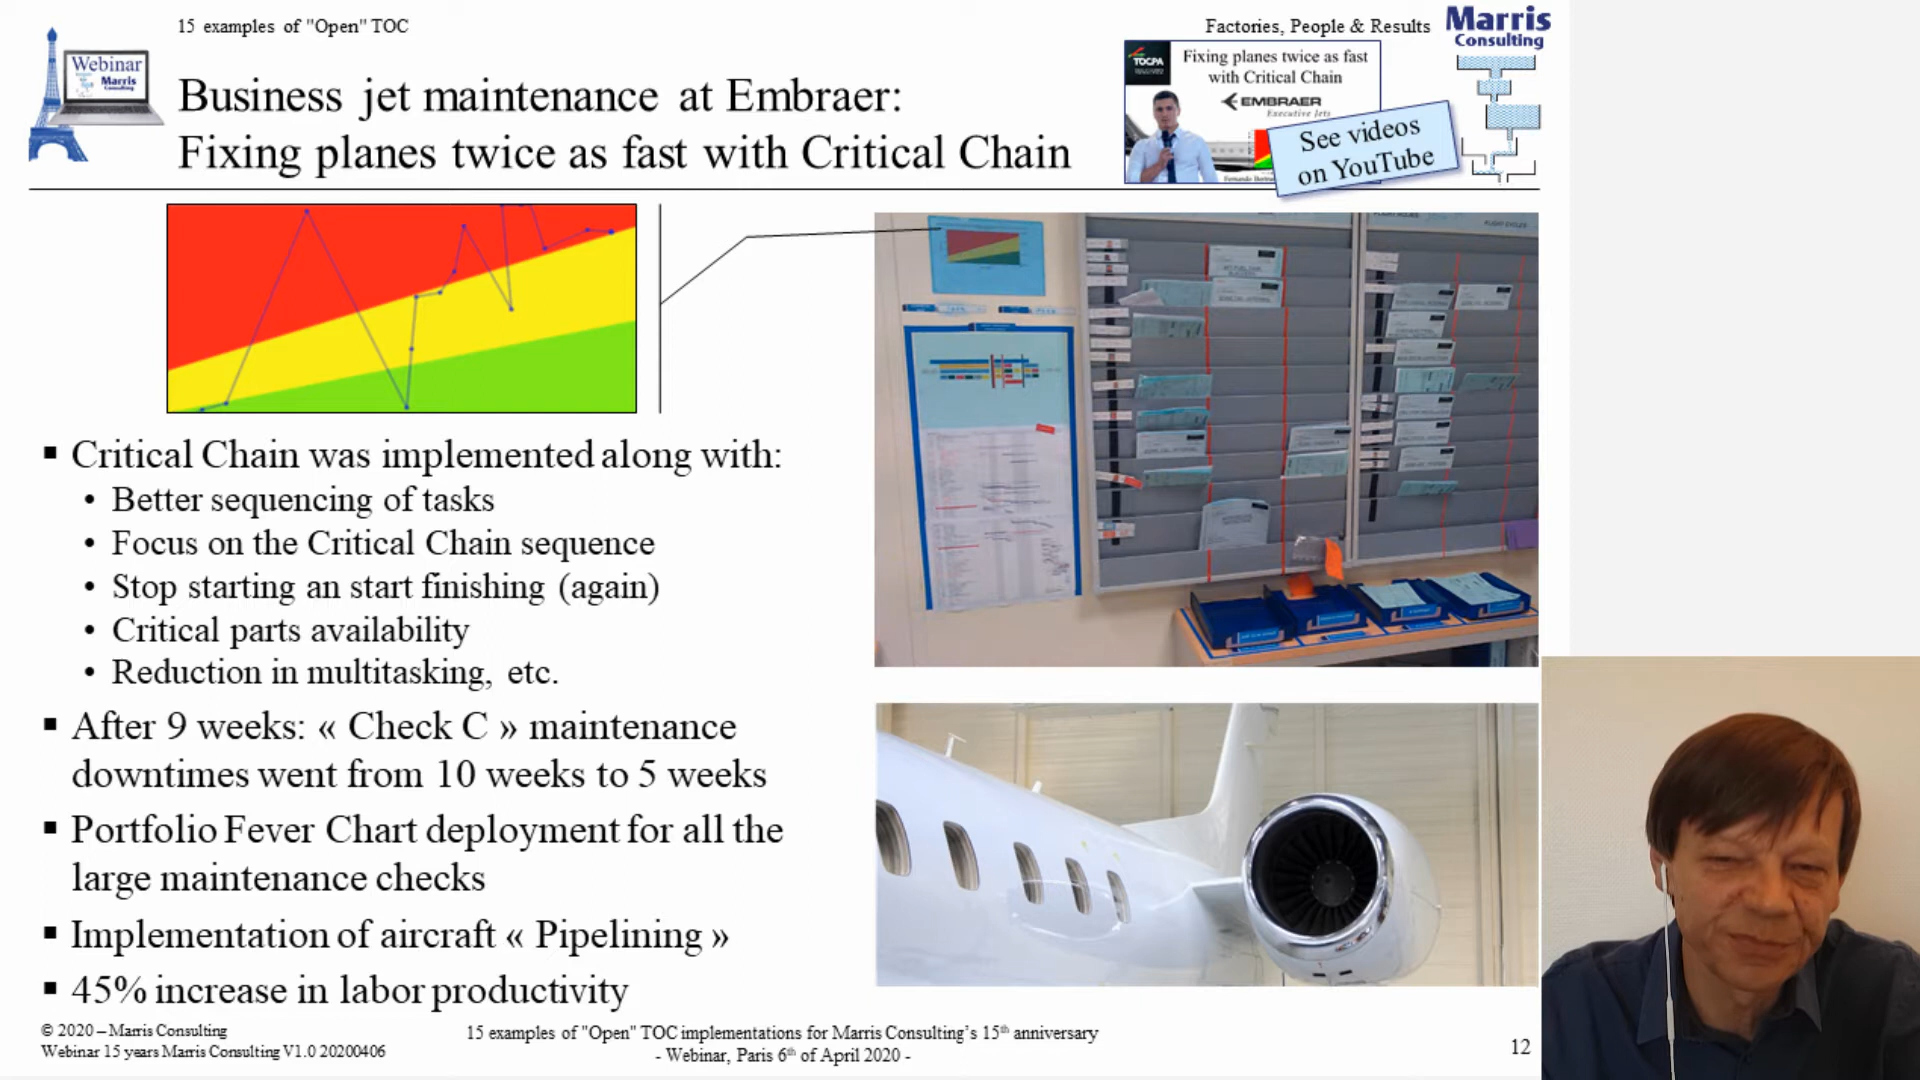 15 examples of "Open" TOC
Factories, People & Results
Marris
Consulting
Webinar
Marris
Consulting
Business jet maintenance at Embraer:
Fixing planes twice as fast with Critical Chain
TOCPA
Fixing planes twice as fast
with Critical Chain
EMBRAER
Executive Jets
See videos
on YouTube
▪ Critical Chain was implemented along with:
• Better sequencing of tasks
• Focus on the Critical Chain sequence
• Stop starting an start finishing (again)
• Critical parts availability
• Reduction in multitasking, etc.
▪ After 9 weeks: « Check C » maintenance
downtimes went from 10 weeks to 5 weeks
▪ Portfolio Fever Chart deployment for all the
large maintenance checks
▪ Implementation of aircraft « Pipelining »
▪ 45% increase in labor productivity
© 2020 – Marris Consulting
Webinar 15 years Marris Consulting V1.0 20200406
15 examples of "Open" TOC implementations for Marris Consulting's 15th anniversary
- Webinar, Paris 6th of April 2020 -
12